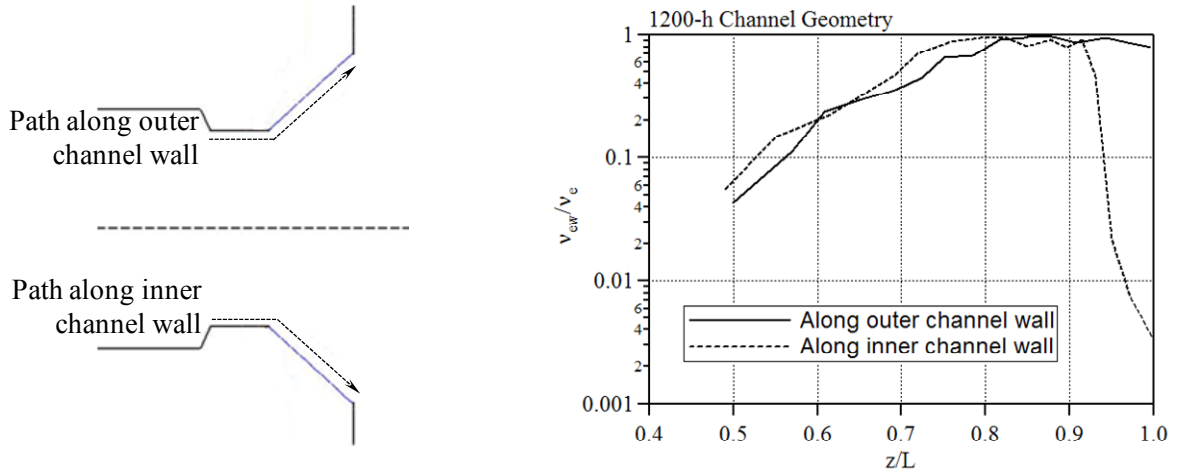 Path along outer
channel wall
Path along inner
channel wall
1200-h Channel Geometry
1
6
4
2
0.1
6
4
2
0.01
6
4
2
0.001
νew/νe
Along outer channel wall
Along inner channel wall
0.4 0.5 0.6 0.7 0.8 0.9 1.0
z/L